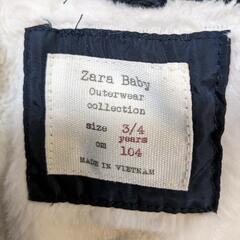 Zara Baby
Outerwear
collection
size 3/4
years
cm 104
MADE IN VIETNAM